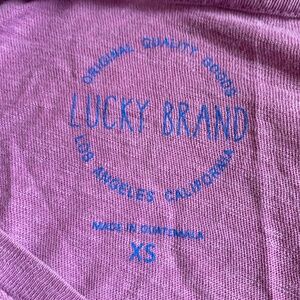 ORIGINAL QUALITY GOODS
LUCKY BRAND
LOS ANGELES CALIFORNIA
MADE IN GUATEMALA
XS